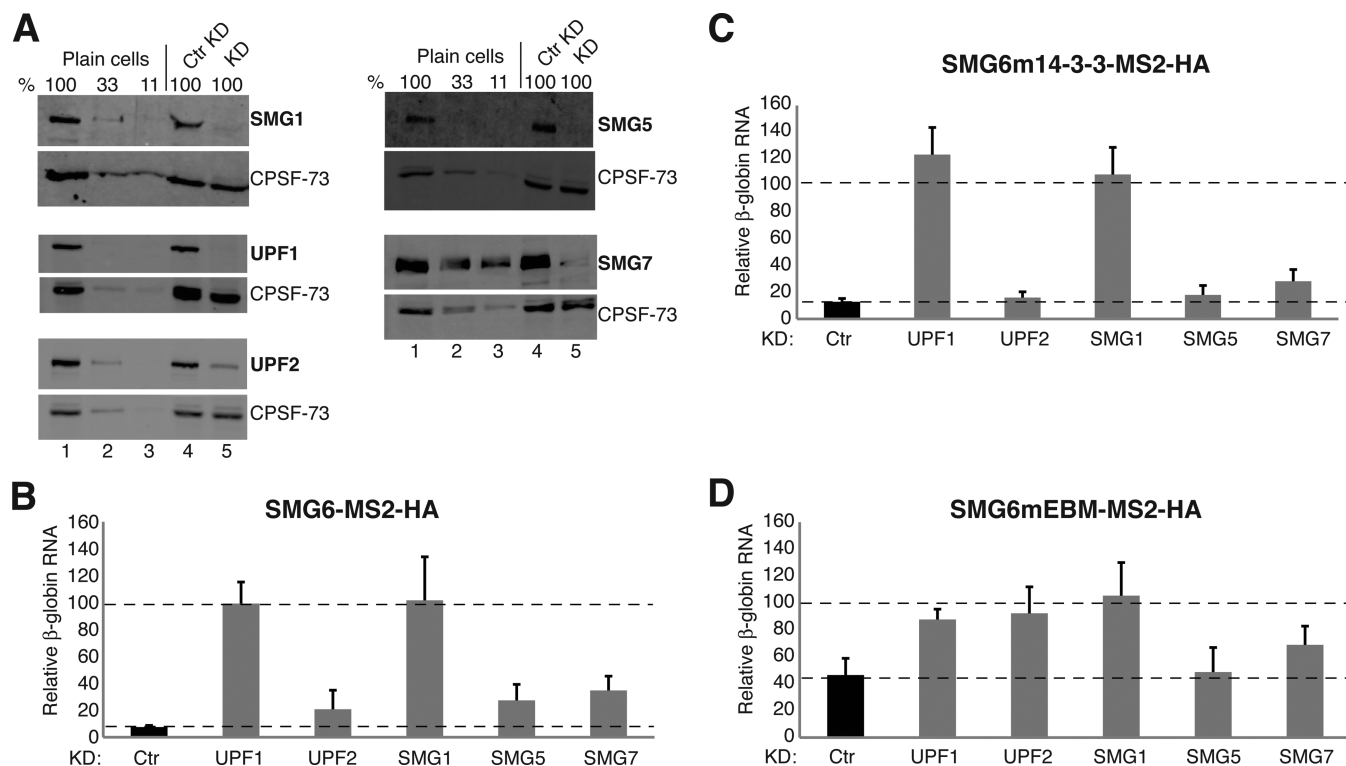 A
Plain cells Ctr KD KD
% 100 33 11 100 100
SMG1
CPSF-73
UPF1
CPSF-73
UPF2
CPSF-73
1 2 3 4 5
Plain cells Ctr KD KD
% 100 33 11 100 100
SMG5
CPSF-73
SMG7
CPSF-73
1 2 3 4 5
B
SMG6-MS2-HA
Relative β-globin RNA
160
140
120
100
80
60
40
20
0
KD: Ctr UPF1 UPF2 SMG1 SMG5 SMG7
C
SMG6m14-3-3-MS2-HA
Relative β-globin RNA
160
140
120
100
80
60
40
20
0
KD: Ctr UPF1 UPF2 SMG1 SMG5 SMG7
D
SMG6mEBM-MS2-HA
Relative β-globin RNA
160
140
120
100
80
60
40
20
0
KD: Ctr UPF1 UPF2 SMG1 SMG5 SMG7